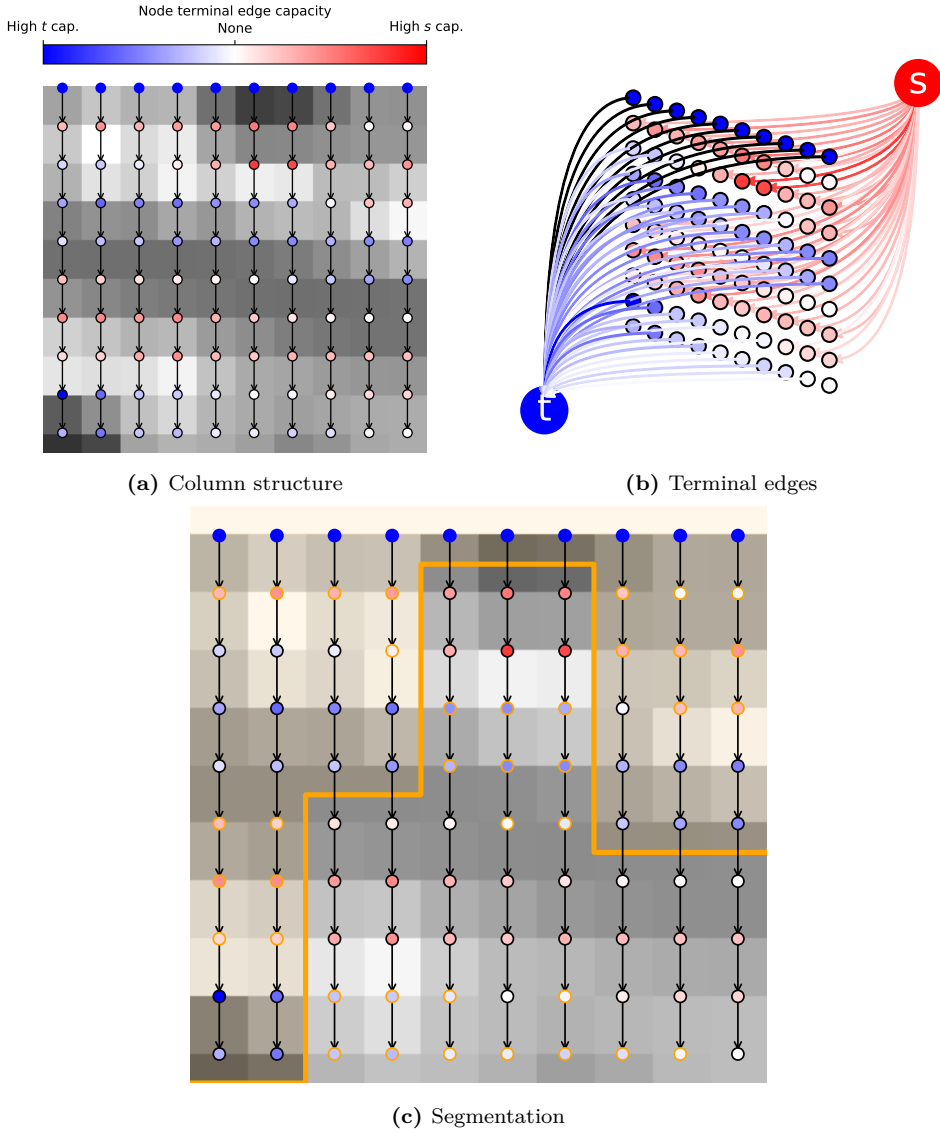 Node terminal edge capacity
High t cap.
None
High s cap.
s
t
(a) Column structure
(b) Terminal edges
(c) Segmentation